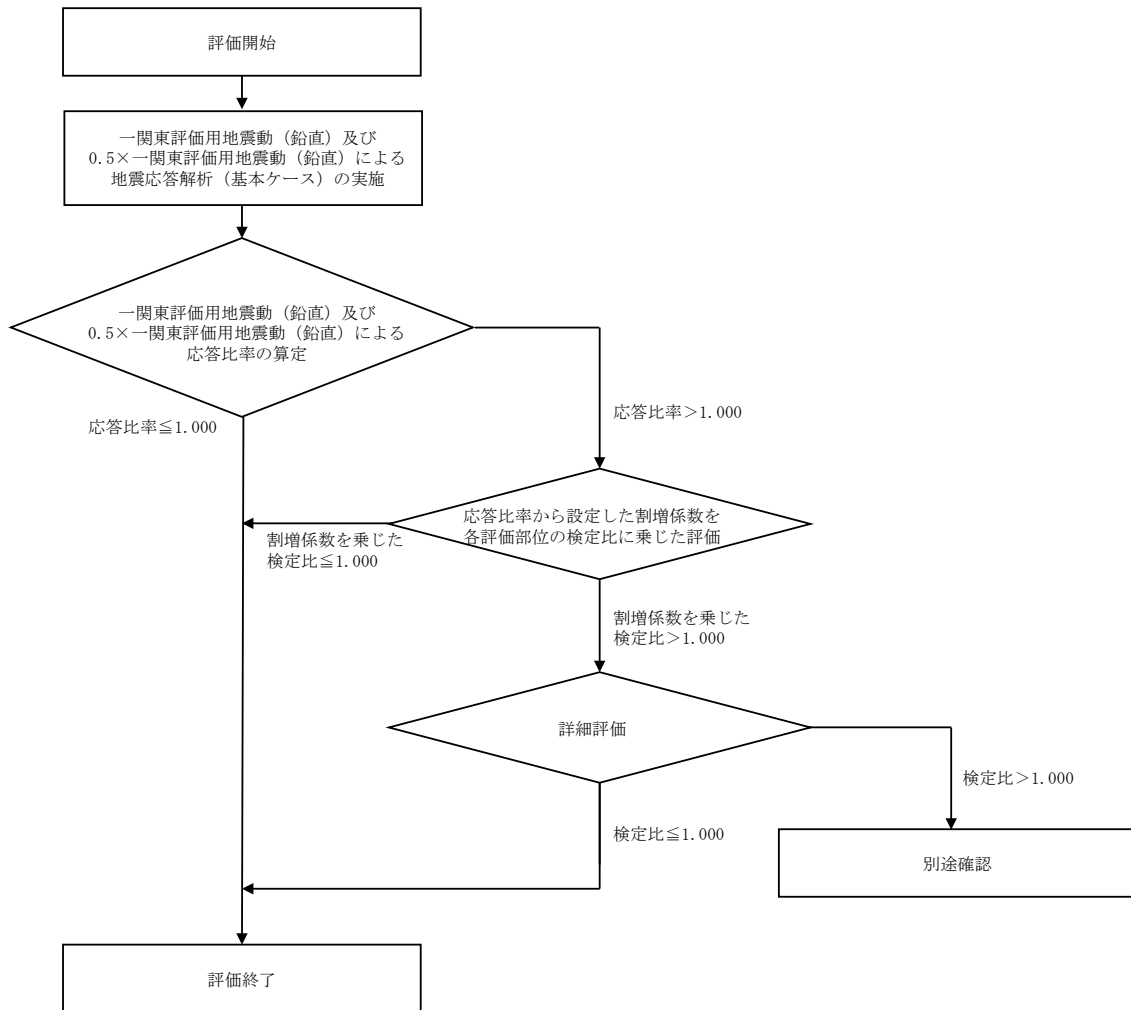 評価開始
一関東評価用地震動（鉛直）及び
0.5×一関東評価用地震動（鉛直）による
地震応答解析（基本ケース）の実施
一関東評価用地震動（鉛直）及び
0.5×一関東評価用地震動（鉛直）による
応答比率の算定
応答比率≦1.000
応答比率＞1.000
応答比率から設定した割増係数を
各評価部位の検定比に乗じた評価
割増係数を乗じた
検定比≦1.000
割増係数を乗じた
検定比＞1.000
詳細評価
検定比＞1.000
検定比≦1.000
別途確認
評価終了